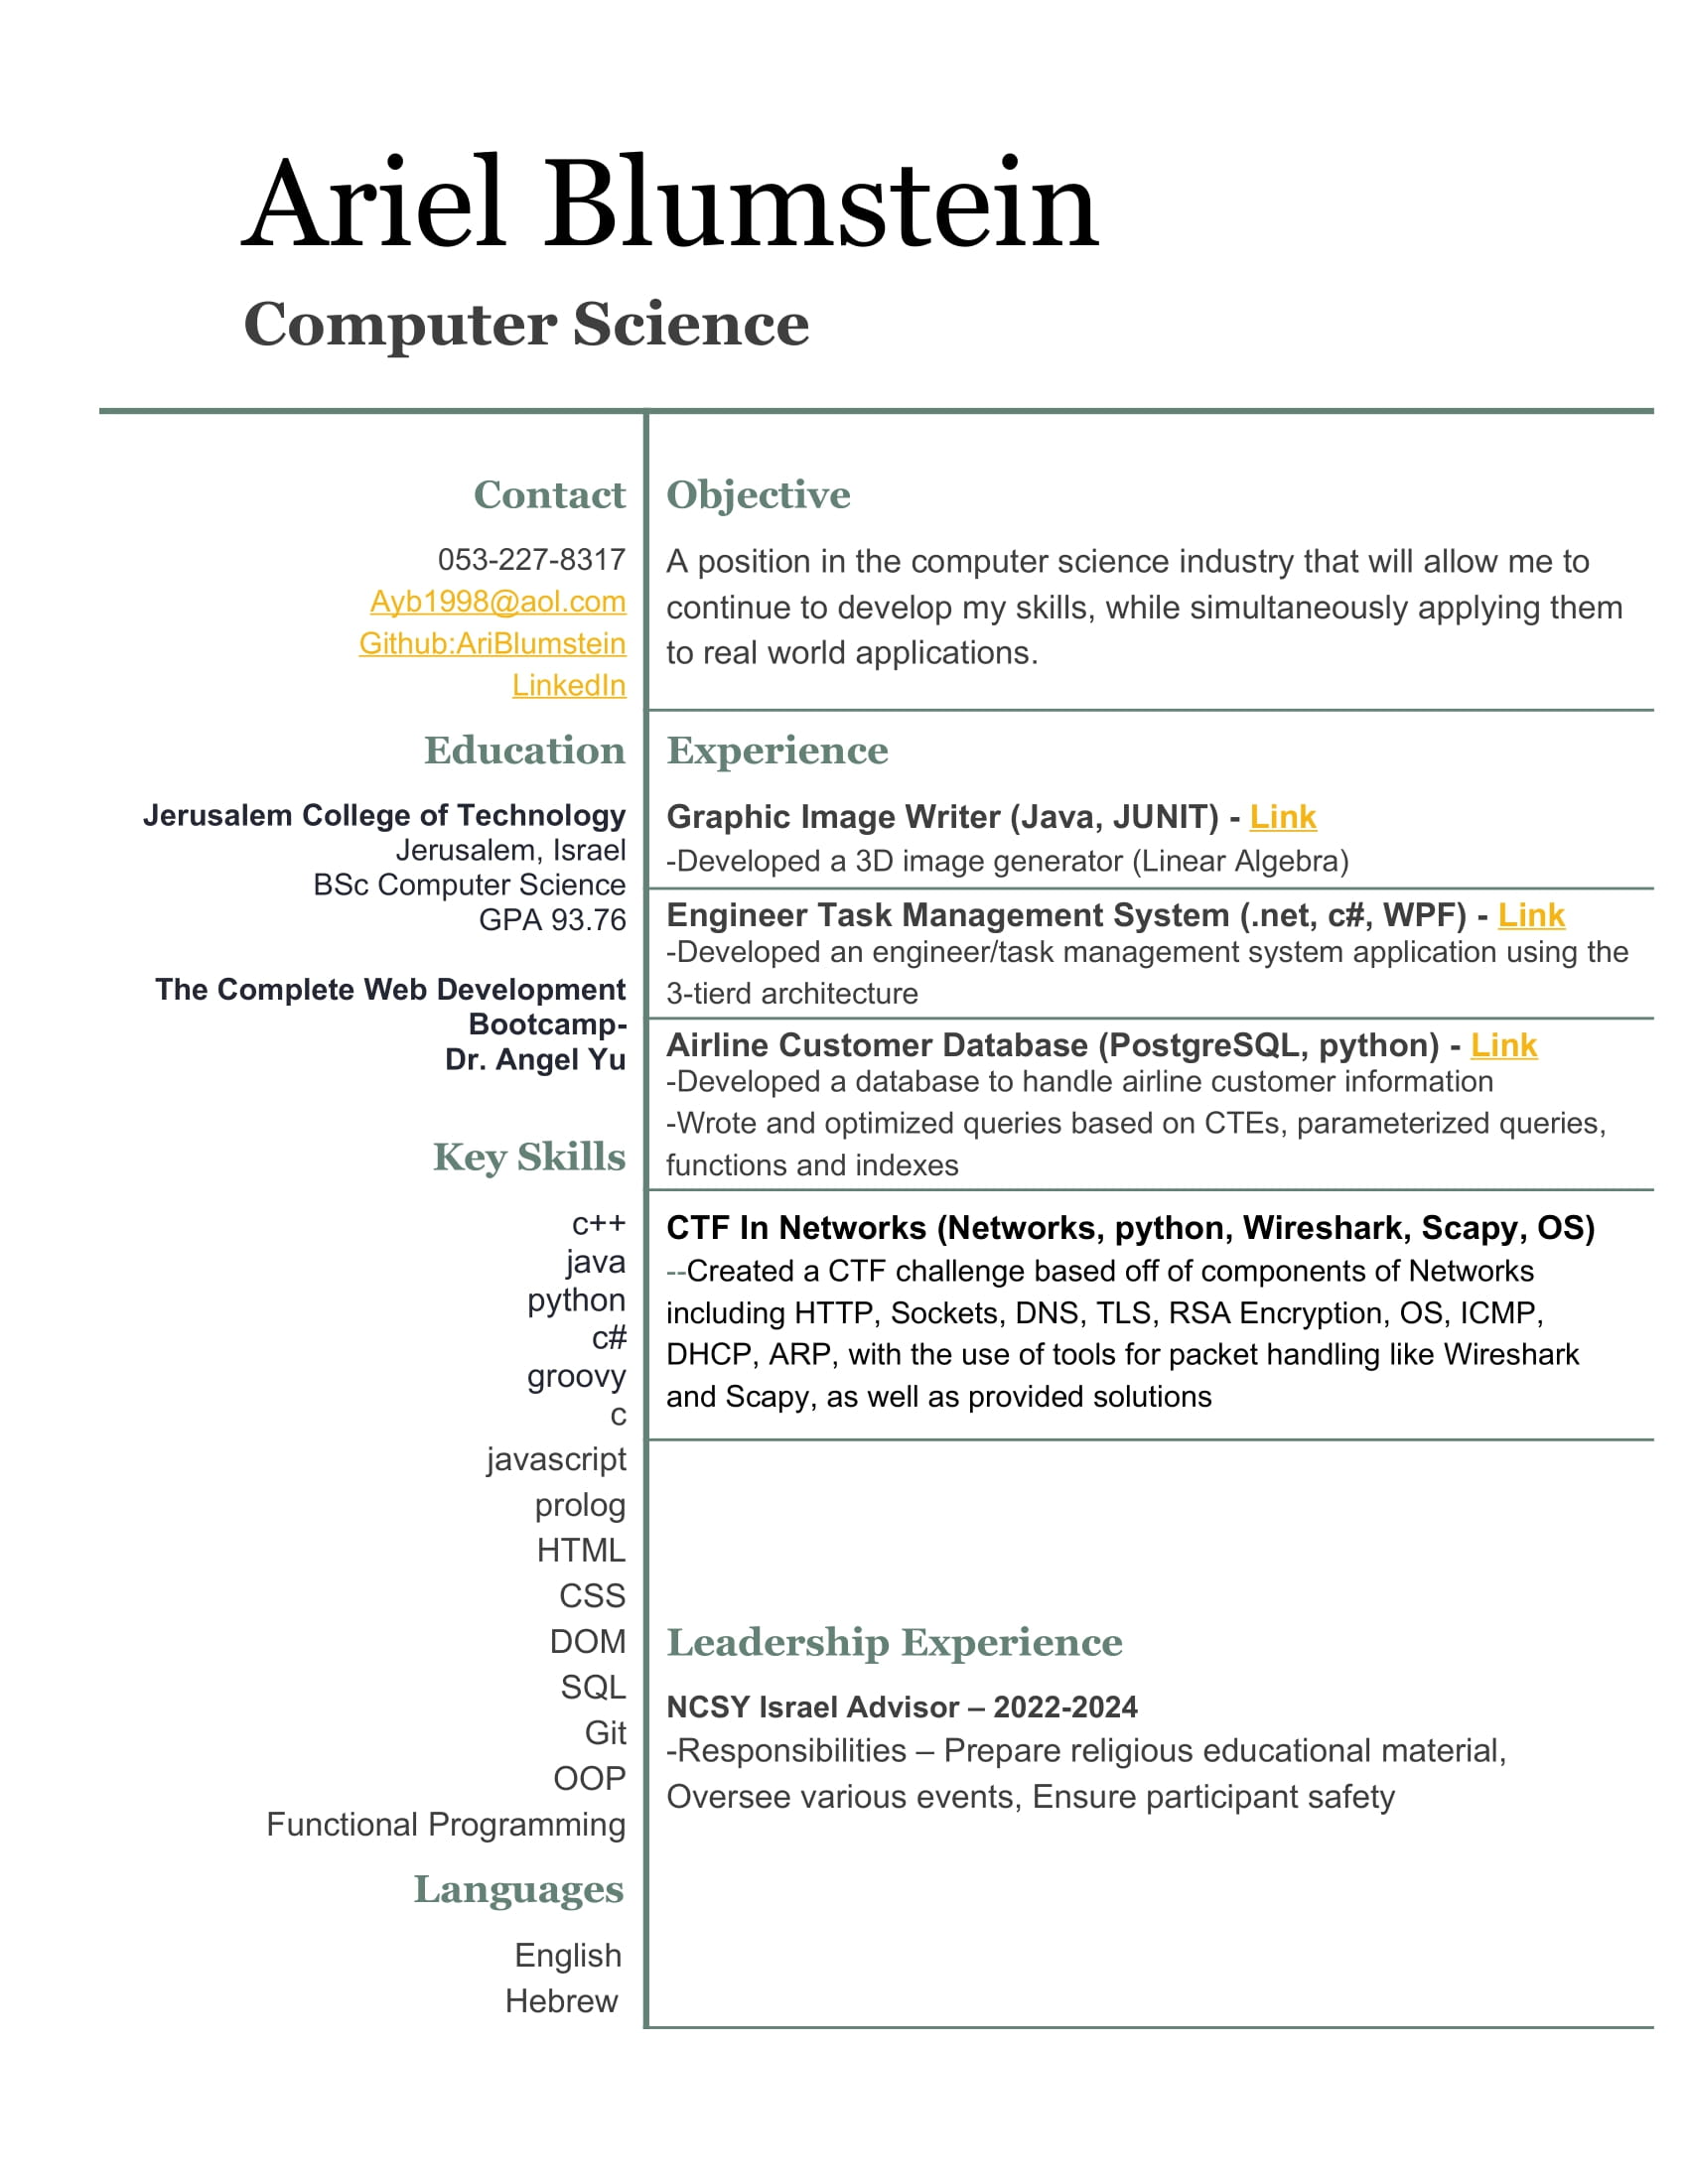 Ariel Blumstein
Computer Science
Contact
053-227-8317
Ayb1998@aol.com
Github:AriBlumstein
LinkedIn
Education
Jerusalem College of Technology
Jerusalem, Israel
BSc Computer Science
GPA 93.76
The Complete Web Development
Bootcamp-
Dr. Angel Yu
Key Skills
c++
java
python
c#
groovy
c
javascript
prolog
HTML
CSS
DOM
SQL
Git
OOP
Functional Programming
Languages
English
Hebrew
Objective
A position in the computer science industry that will allow me to
continue to develop my skills, while simultaneously applying them
to real world applications.
Experience
Graphic Image Writer (Java, JUNIT) - Link
-Developed a 3D image generator (Linear Algebra)
Engineer Task Management System (.net, c#, WPF) - Link
-Developed an engineer/task management system application using the
3-tierd architecture
Airline Customer Database (PostgreSQL, python) - Link
-Developed a database to handle airline customer information
-Wrote and optimized queries based on CTEs, parameterized queries,
functions and indexes
CTF In Networks (Networks, python, Wireshark, Scapy, OS)
--Created a CTF challenge based off of components of Networks
including HTTP, Sockets, DNS, TLS, RSA Encryption, OS, ICMP,
DHCP, ARP, with the use of tools for packet handling like Wireshark
and Scapy, as well as provided solutions
Leadership Experience
NCSY Israel Advisor – 2022-2024
-Responsibilities – Prepare religious educational material,
Oversee various events, Ensure participant safety